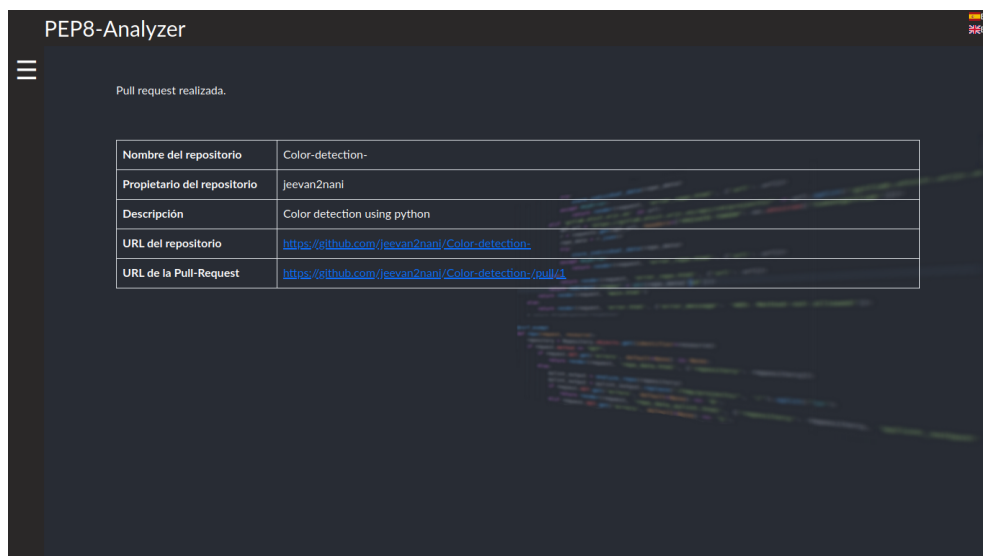 PEP8-Analyzer
Pull request realizada.
Nombre del repositorio Color-detection-
Propietario del repositorio jeevan2nani
Descripción Color detection using python
URL del repositorio https://github.com/jeevan2nani/Color-detection-
URL de la Pull-Request https://github.com/jeevan2nani/Color-detection-/pull/1